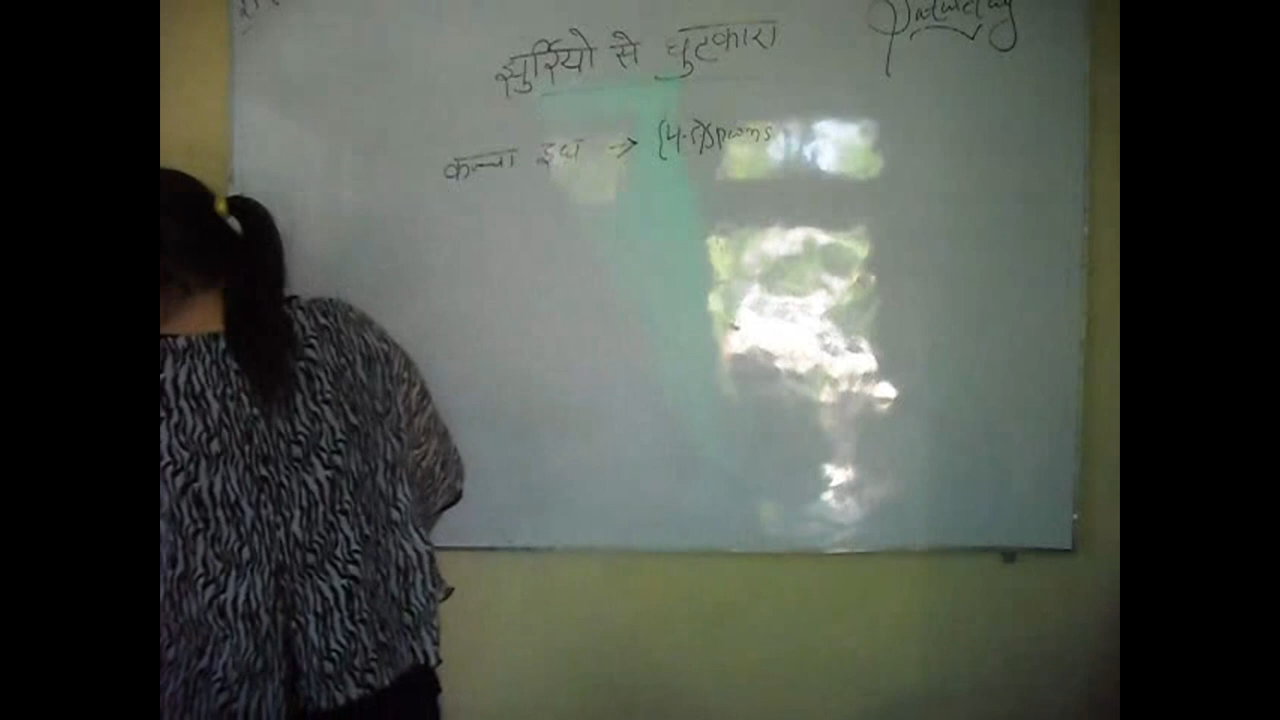 झुर्रियो से छुटकारा
कच्चा दूध → (4-5) Spoons